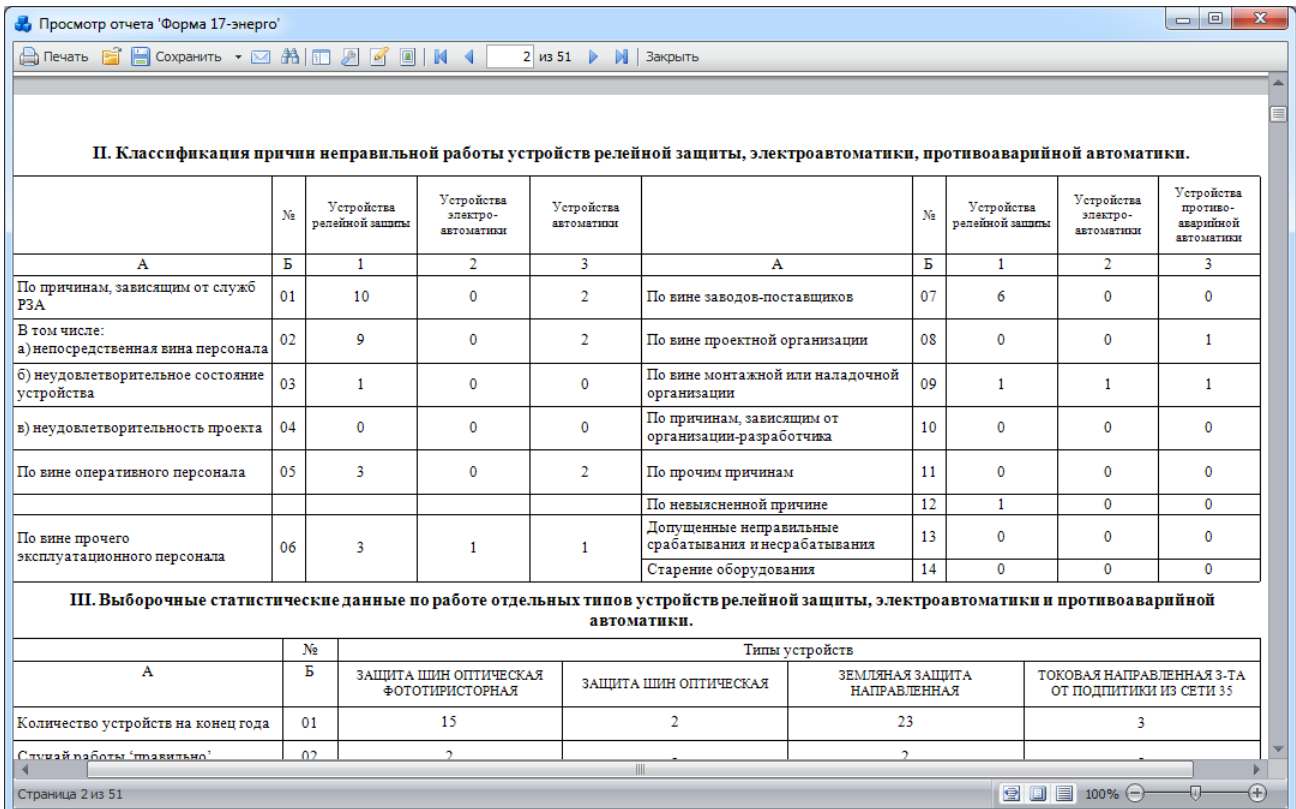 Просмотр отчета 'Форма 17-энерго'
Печать Сохранить 2 из 51 Закрыть
II. Классификация причин неправильной работы устройств релейной защиты, электроавтоматики, противоаварийной автоматики.
№ Устройства релейной защиты Устройства электро-автоматики Устройства автоматики № Устройства релейной защиты Устройства электро-автоматики Устройства противо-аварийной автоматики
А Б 1 2 3 А Б 1 2 3
По причинам, зависящим от служб РЗА 01 10 0 2 По вине заводов-поставщиков 07 6 0 0
В том числе:
а) непосредственная вина персонала 02 9 0 2 По вине проектной организации 08 0 0 1
б) неудовлетворительное состояние устройства 03 1 0 0 По вине монтажной или наладочной организации 09 1 1 1
в) неудовлетворительность проекта 04 0 0 0 По причинам, зависящим от организации-разработчика 10 0 0 0
По вине оперативного персонала 05 3 0 2 По прочим причинам 11 0 0 0
По невыясненной причине 12 1 0 0
По вине прочего эксплуатационного персонала 06 3 1 1 Допущенные неправильные срабатывания и несрабатывания 13 0 0 0
Старение оборудования 14 0 0 0
III. Выборочные статистические данные по работе отдельных типов устройств релейной защиты, электроавтоматики и противоаварийной
автоматики.
№ Типы устройств
А Б ЗАЩИТА ШИН ОПТИЧЕСКАЯ ФОТОТИРИСТОРНАЯ ЗАЩИТА ШИН ОПТИЧЕСКАЯ ЗЕМЛЯНАЯ ЗАЩИТА НАПРАВЛЕННАЯ ТОКОВАЯ НАПРАВЛЕННАЯ З-ТА ОТ ПОДПИТИКИ ИЗ СЕТИ 35
Количество устройств на конец года 01 15 2 23 3
Случай работы ‘правильно’ 02 2 - 2 -
Страница 2 из 51 100%